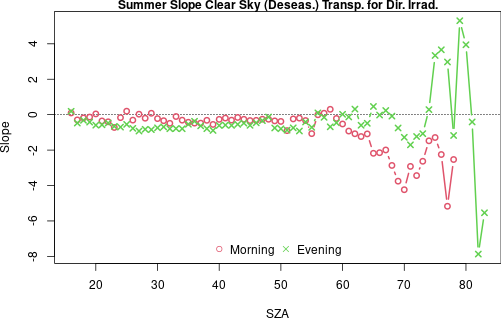 Summer Slope Clear Sky (Deseas.) Transp. for Dir. Irrad.
Slope
4
2
0
-2
-4
-6
-8
Morning Evening
20 30 40 50 60 70 80
SZA